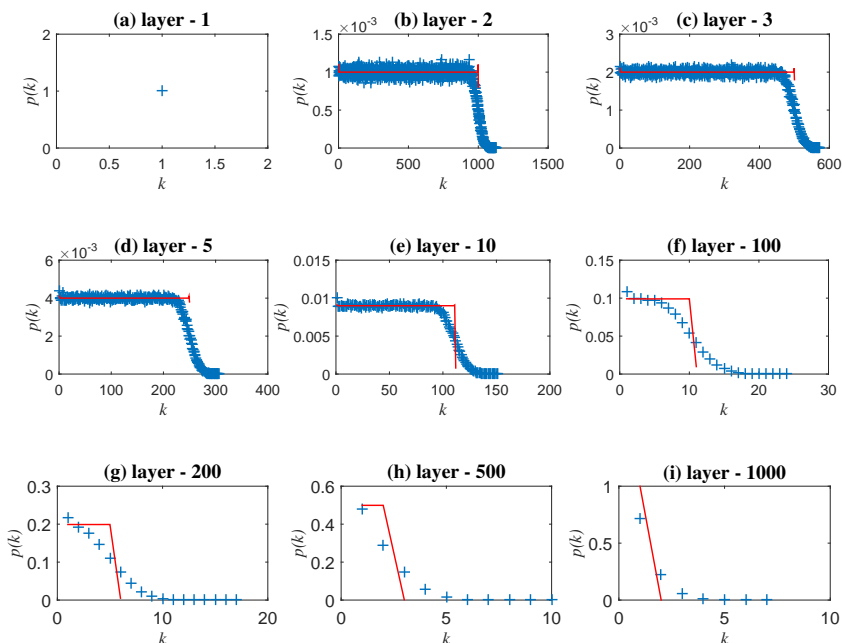 (a) layer - 1
2
1
0
0 0.5 1 1.5 2
p(k)
k
(b) layer - 2
×10⁻³
1.5
1
0.5
0
0 500 1000 1500
p(k)
k
(c) layer - 3
×10⁻³
3
2
1
0
0 200 400 600
p(k)
k
(d) layer - 5
×10⁻³
6
4
2
0
0 100 200 300 400
p(k)
k
(e) layer - 10
0.015
0.01
0.005
0
0 50 100 150 200
p(k)
k
(f) layer - 100
0.15
0.1
0.05
0
0 10 20 30
p(k)
k
(g) layer - 200
0.3
0.2
0.1
0
0 10 20
p(k)
k
(h) layer - 500
0.6
0.4
0.2
0
0 5 10
p(k)
k
(i) layer - 1000
1
0.5
0
0 5 10
p(k)
k